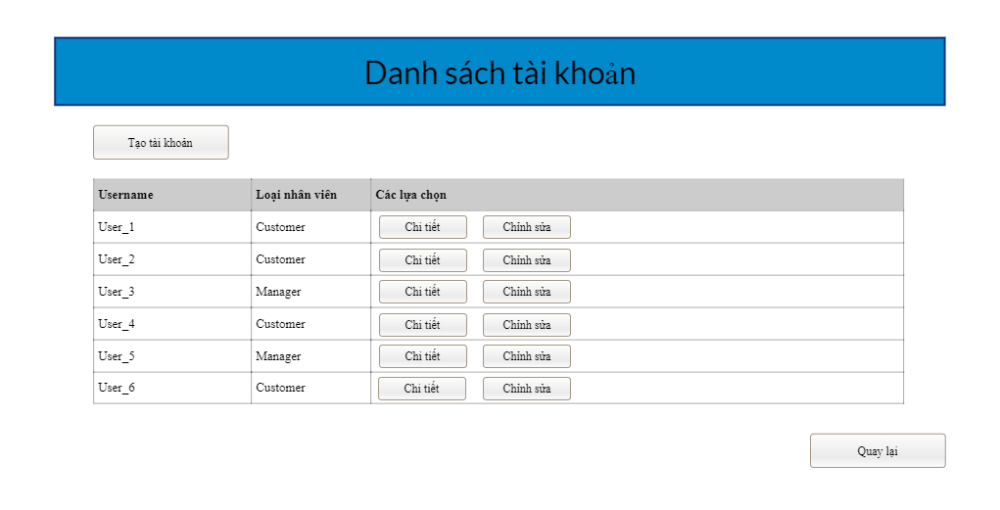 Danh sách tài khoản
Tạo tài khoản
Username Loại nhân viên Các lựa chọn
User_1 Customer Chi tiết Chỉnh sửa
User_2 Customer Chi tiết Chỉnh sửa
User_3 Manager Chi tiết Chỉnh sửa
User_4 Customer Chi tiết Chỉnh sửa
User_5 Manager Chi tiết Chỉnh sửa
User_6 Customer Chi tiết Chỉnh sửa
Quay lại